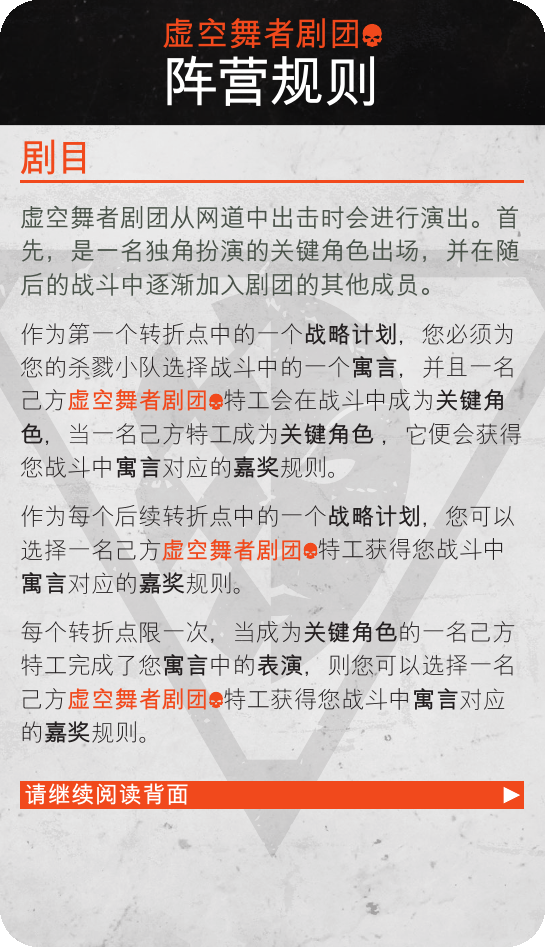 虚空舞者剧团
阵营规则
剧目
虚空舞者剧团从网道中出击时会进行演出。首
先，是一名独角扮演的关键角色出场，并在随
后的战斗中逐渐加入剧团的其他成员。
作为第一个转折点中的一个战略计划，您必须为
您的杀戮小队选择战斗中的一个寓言，并且一名
己方虚空舞者剧团特工会在战斗中成为关键角
色，当一名己方特工成为关键角色，它便会获得
您战斗中寓言对应的嘉奖规则。
作为每个后续转折点中的一个战略计划，您可以
选择一名己方虚空舞者剧团特工获得您战斗中
寓言对应的嘉奖规则。
每个转折点限一次，当成为关键角色的一名己方
特工完成了您寓言中的表演，则您可以选择一名
己方虚空舞者剧团特工获得您战斗中寓言对应
的嘉奖规则。
请继续阅读背面